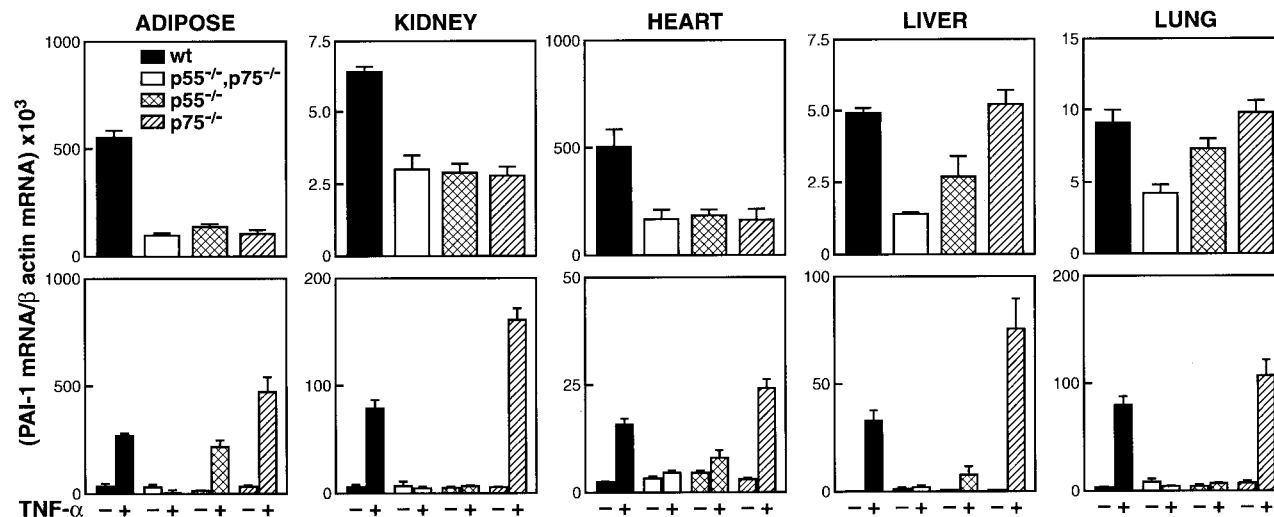 ADIPOSE KIDNEY HEART LIVER LUNG
1000 7.5 1000 7.5 15
wt
p55-/-,p75-/-
p55-/-
p75-/-
500 5.0 500 5.0 10
2.5 2.5 5
0 0 0 0 0
1000 200 50 100 200
500 100 25 50 100
0 0 0 0 0
(PAI-1 mRNA/β actin mRNA) x10³
TNF-α − + − + − + − + − + − + − + − + − + − + − + − + − + − + − + − + − + − + − + − +